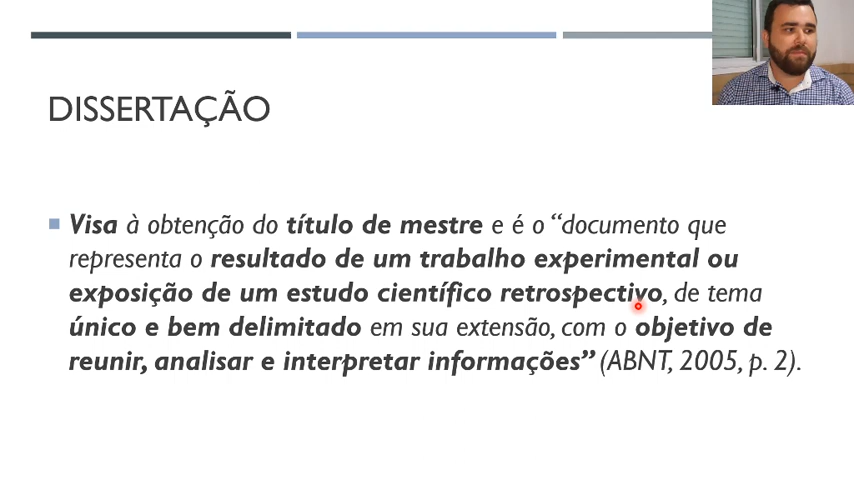 DISSERTAÇÃO
Visa à obtenção do título de mestre e é o “documento que
representa o resultado de um trabalho experimental ou
exposição de um estudo científico retrospectivo, de tema
único e bem delimitado em sua extensão, com o objetivo de
reunir, analisar e interpretar informações” (ABNT, 2005, p. 2).